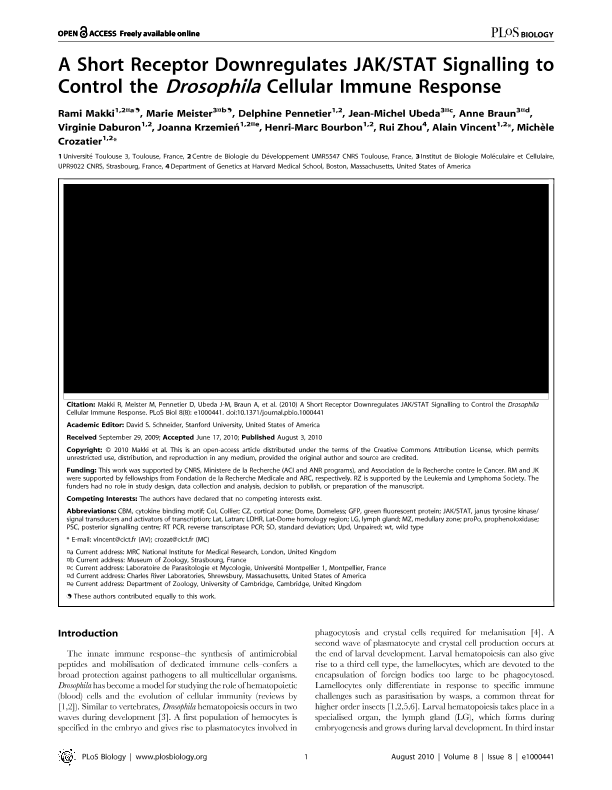 OPEN ACCESS Freely available online
PLoS BIOLOGY
A Short Receptor Downregulates JAK/STAT Signalling to
Control the Drosophila Cellular Immune Response
Rami Makki1,2¤a⁹, Marie Meister3¤b⁹, Delphine Pennetier1,2, Jean-Michel Ubeda3¤c, Anne Braun3¤d,
Virginie Daburon1,2, Joanna Krzemień1,2¤e, Henri-Marc Bourbon1,2, Rui Zhou4, Alain Vincent1,2*, Michèle
Crozatier1,2*
1 Université Toulouse 3, Toulouse, France, 2 Centre de Biologie du Développement UMR5547 CNRS Toulouse, France, 3 Institut de Biologie Moléculaire et Cellulaire,
UPR9022 CNRS, Strasbourg, France, 4 Department of Genetics at Harvard Medical School, Boston, Massachusetts, United States of America
Citation: Makki R, Meister M, Pennetier D, Ubeda J-M, Braun A, et al. (2010) A Short Receptor Downregulates JAK/STAT Signalling to Control the Drosophila
Cellular Immune Response. PLoS Biol 8(8): e1000441. doi:10.1371/journal.pbio.1000441
Academic Editor: David S. Schneider, Stanford University, United States of America
Received September 29, 2009; Accepted June 17, 2010; Published August 3, 2010
Copyright: © 2010 Makki et al. This is an open-access article distributed under the terms of the Creative Commons Attribution License, which permits
unrestricted use, distribution, and reproduction in any medium, provided the original author and source are credited.
Funding: This work was supported by CNRS, Ministere de la Recherche (ACI and ANR programs), and Association de la Recherche contre le Cancer. RM and JK
were supported by fellowships from Fondation de la Recherche Medicale and ARC, respectively. RZ is supported by the Leukemia and Lymphoma Society. The
funders had no role in study design, data collection and analysis, decision to publish, or preparation of the manuscript.
Competing Interests: The authors have declared that no competing interests exist.
Abbreviations: CBM, cytokine binding motif; Col, Collier; CZ, cortical zone; Dome, Domeless; GFP, green fluorescent protein; JAK/STAT, janus tyrosine kinase/
signal transducers and activators of transcription; Lat, Latran; LDHR, Lat-Dome homology region; LG, lymph gland; MZ, medullary zone; proPo, prophenoloxidase;
PSC, posterior signalling centre; RT PCR, reverse transcriptase PCR; SD, standard deviation; Upd, Unpaired; wt, wild type
* E-mail: vincent@cict.fr (AV); crozat@cict.fr (MC)
¤a Current address: MRC National Institute for Medical Research, London, United Kingdom
¤b Current address: Museum of Zoology, Strasbourg, France
¤c Current address: Laboratoire de Parasitologie et Mycologie, Université Montpellier 1, Montpellier, France
¤d Current address: Charles River Laboratories, Shrewsbury, Massachusetts, United States of America
¤e Current address: Department of Zoology, University of Cambridge, Cambridge, United Kingdom
⁹ These authors contributed equally to this work.
Introduction
The innate immune response–the synthesis of antimicrobial
peptides and mobilisation of dedicated immune cells–confers a
broad protection against pathogens to all multicellular organisms.
Drosophila has become a model for studying the role of hematopoietic
(blood) cells and the evolution of cellular immunity (reviews by
[1,2]). Similar to vertebrates, Drosophila hematopoiesis occurs in two
waves during development [3]. A first population of hemocytes is
specified in the embryo and gives rise to plasmatocytes involved in
phagocytosis and crystal cells required for melanisation [4]. A
second wave of plasmatocyte and crystal cell production occurs at
the end of larval development. Larval hematopoiesis can also give
rise to a third cell type, the lamellocytes, which are devoted to the
encapsulation of foreign bodies too large to be phagocytosed.
Lamellocytes only differentiate in response to specific immune
challenges such as parasitisation by wasps, a common threat for
higher order insects [1,2,5,6]. Larval hematopoiesis takes place in a
specialised organ, the lymph gland (LG), which forms during
embryogenesis and grows during larval development. In third instar
PLoS Biology | www.plosbiology.org
1
August 2010 | Volume 8 | Issue 8 | e1000441